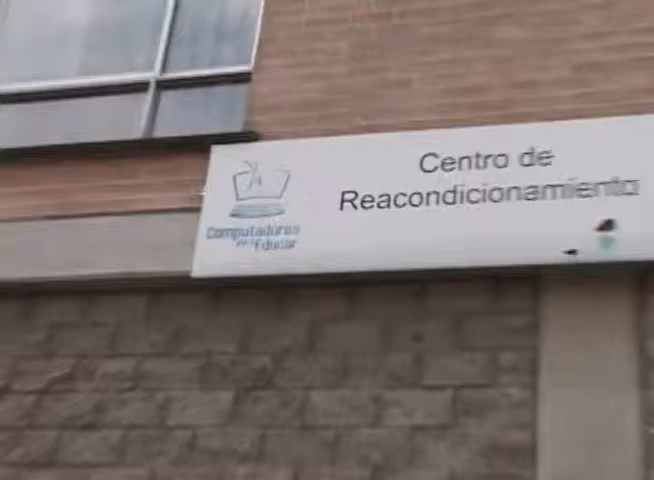 Centro de
Reacondicionamiento
Computadores
para Educar